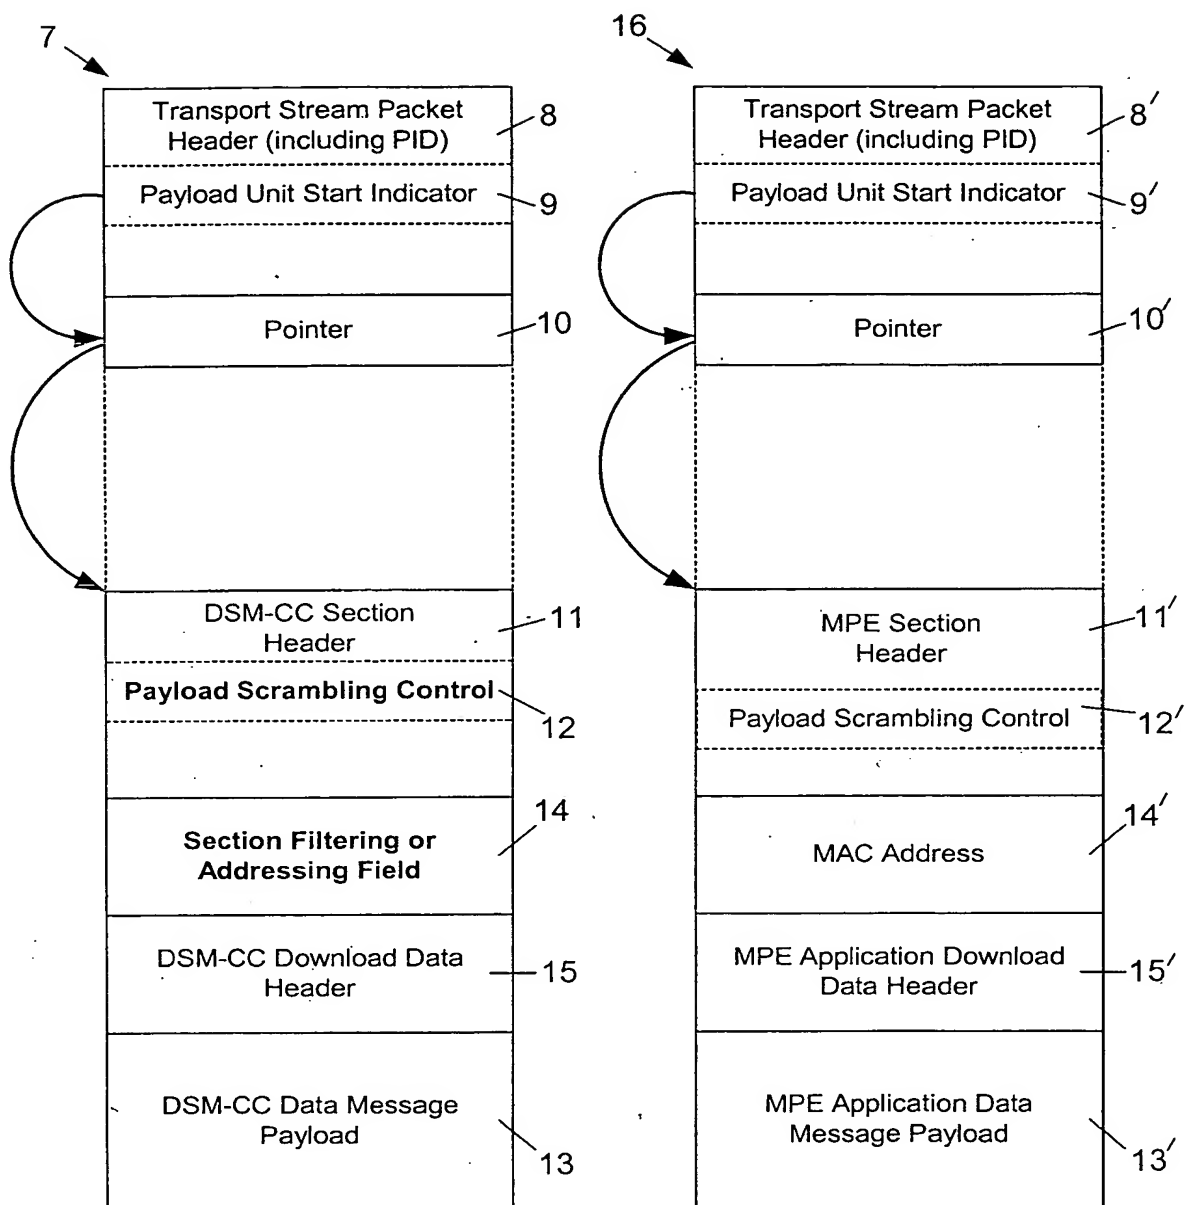 7
Transport Stream Packet
Header (including PID)
8
Payload Unit Start Indicator
9
Pointer
10
DSM-CC Section
Header
11
Payload Scrambling Control
12
Section Filtering or
Addressing Field
14
DSM-CC Download Data
Header
15
DSM-CC Data Message
Payload
13
16
Transport Stream Packet
Header (including PID)
8′
Payload Unit Start Indicator
9′
Pointer
10′
MPE Section
Header
11′
Payload Scrambling Control
12′
MAC Address
14′
MPE Application Download
Data Header
15′
MPE Application Data
Message Payload
13′